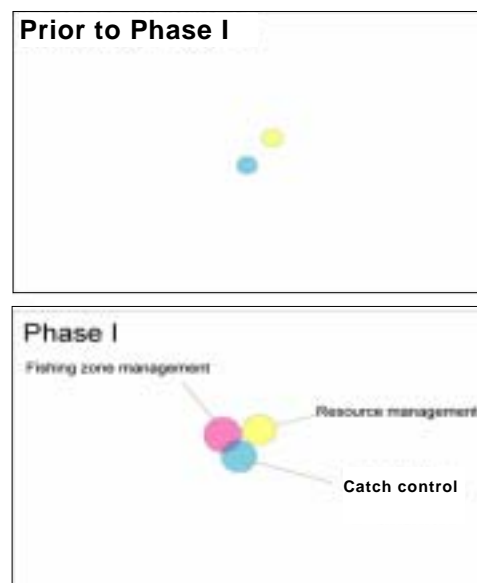 Prior to Phase I
Phase I
Fishing zone management
Resource management
Catch control